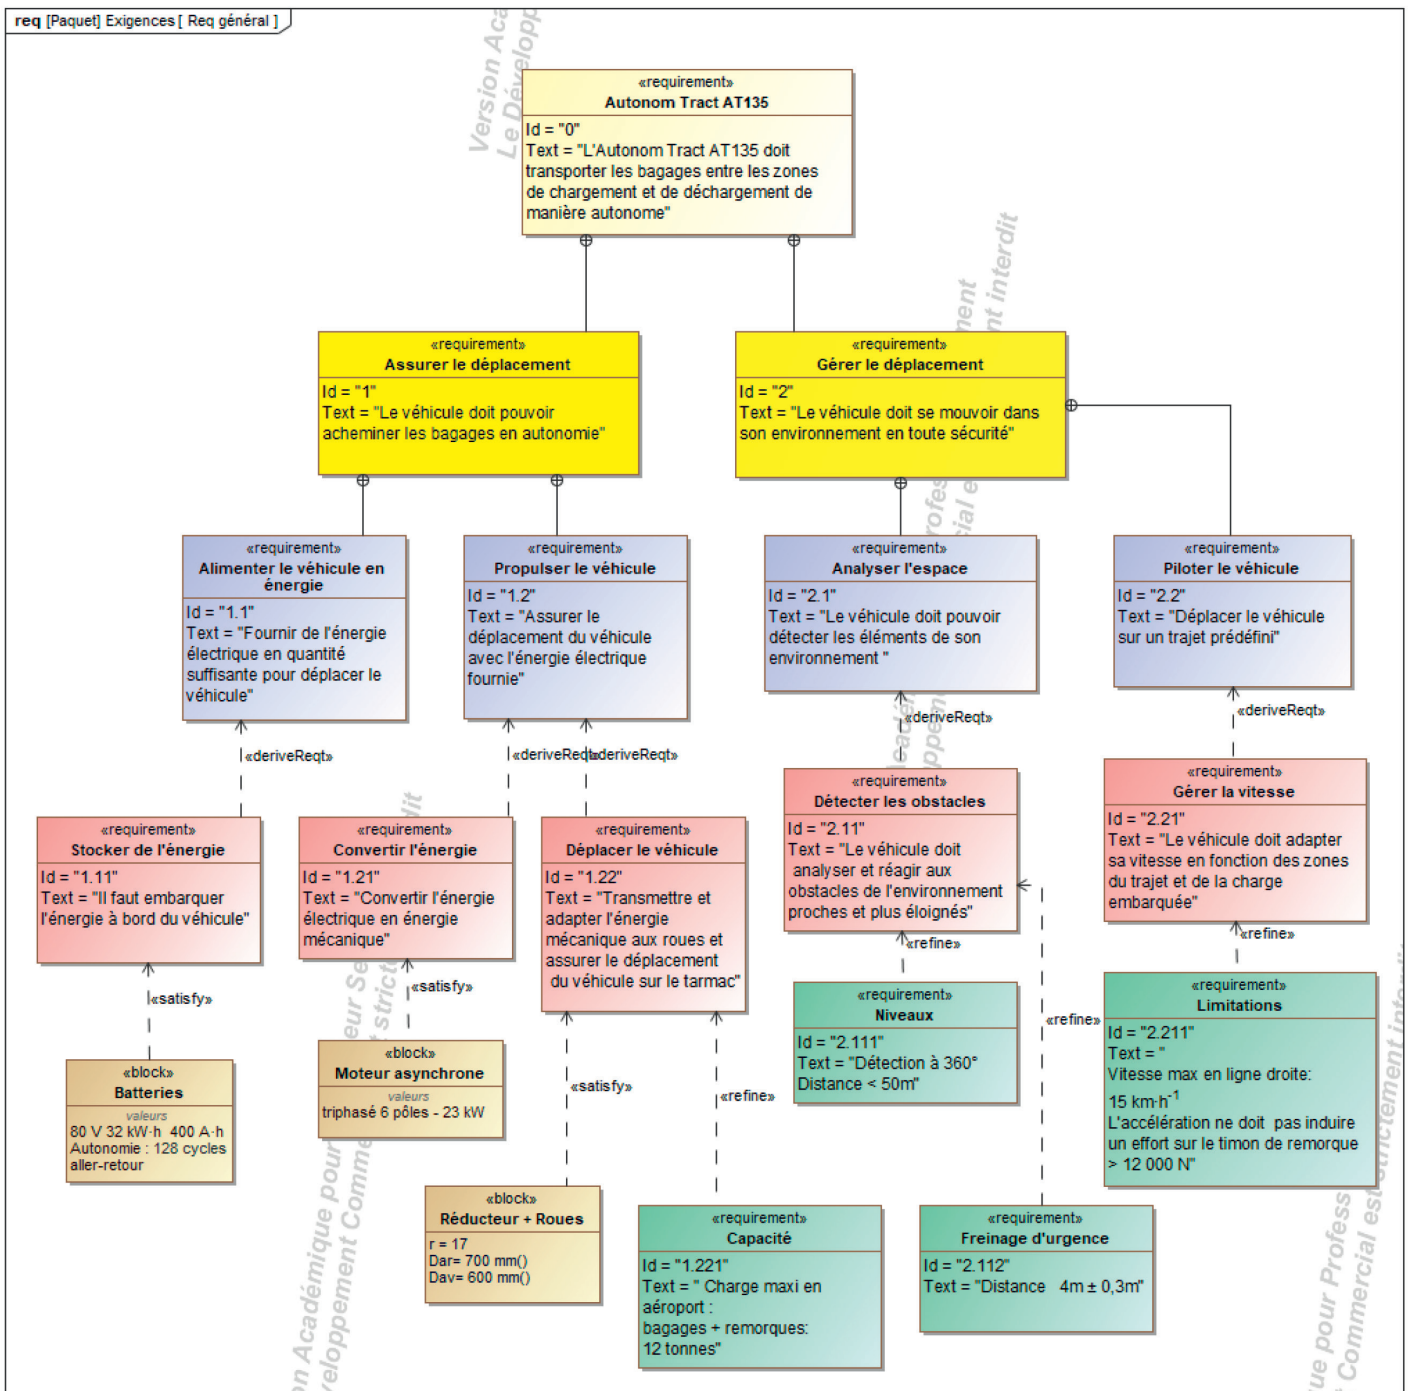 req [Paquet] Exigences [ Req général ]
«requirement»
Autonom Tract AT135
Id = "0"
Text = "L'Autonom Tract AT135 doit
transporter les bagages entre les zones
de chargement et de déchargement de
manière autonome"
«requirement»
Assurer le déplacement
Id = "1"
Text = "Le véhicule doit pouvoir
acheminer les bagages en autonomie"
«requirement»
Gérer le déplacement
Id = "2"
Text = "Le véhicule doit se mouvoir dans
son environnement en toute sécurité"
«requirement»
Alimenter le véhicule en
énergie
Id = "1.1"
Text = "Fournir de l'énergie
électrique en quantité
suffisante pour déplacer le
véhicule"
«requirement»
Propulser le véhicule
Id = "1.2"
Text = "Assurer le
déplacement du véhicule
avec l'énergie électrique
fournie"
«requirement»
Analyser l'espace
Id = "2.1"
Text = "Le véhicule doit pouvoir
détecter les éléments de son
environnement "
«requirement»
Piloter le véhicule
Id = "2.2"
Text = "Déplacer le véhicule
sur un trajet prédéfini"
«deriveReqt»
«deriveReqt»
«deriveReqt»
«deriveReqt»
«deriveReqt»
«requirement»
Stocker de l'énergie
Id = "1.11"
Text = "Il faut embarquer
l'énergie à bord du véhicule"
«requirement»
Convertir l'énergie
Id = "1.21"
Text = "Convertir l'énergie
électrique en énergie
mécanique"
«requirement»
Déplacer le véhicule
Id = "1.22"
Text = "Transmettre et
adapter l'énergie
mécanique aux roues et
assurer le déplacement
du véhicule sur le tarmac"
«requirement»
Détecter les obstacles
Id = "2.11"
Text = "Le véhicule doit
analyser et réagir aux
obstacles de l'environnement
proches et plus éloignés"
«requirement»
Gérer la vitesse
Id = "2.21"
Text = "Le véhicule doit adapter
sa vitesse en fonction des zones
du trajet et de la charge
embarquée"
«satisfy»
«satisfy»
«satisfy»
«refine»
«refine»
«refine»
«refine»
«block»
Batteries
valeurs
80 V 32 kW·h 400 A·h
Autonomie : 128 cycles
aller-retour
«block»
Moteur asynchrone
valeurs
triphasé 6 pôles - 23 kW
«block»
Réducteur + Roues
r = 17
Dar= 700 mm()
Dav= 600 mm()
«requirement»
Capacité
Id = "1.221"
Text = " Charge maxi en
aéroport :
bagages + remorques:
12 tonnes"
«requirement»
Niveaux
Id = "2.111"
Text = "Détection à 360°
Distance < 50m"
«requirement»
Freinage d'urgence
Id = "2.112"
Text = "Distance 4m ± 0,3m"
«requirement»
Limitations
Id = "2.211"
Text = "
Vitesse max en ligne droite:
15 km·h⁻¹
L'accélération ne doit pas induire
un effort sur le timon de remorque
> 12 000 N"